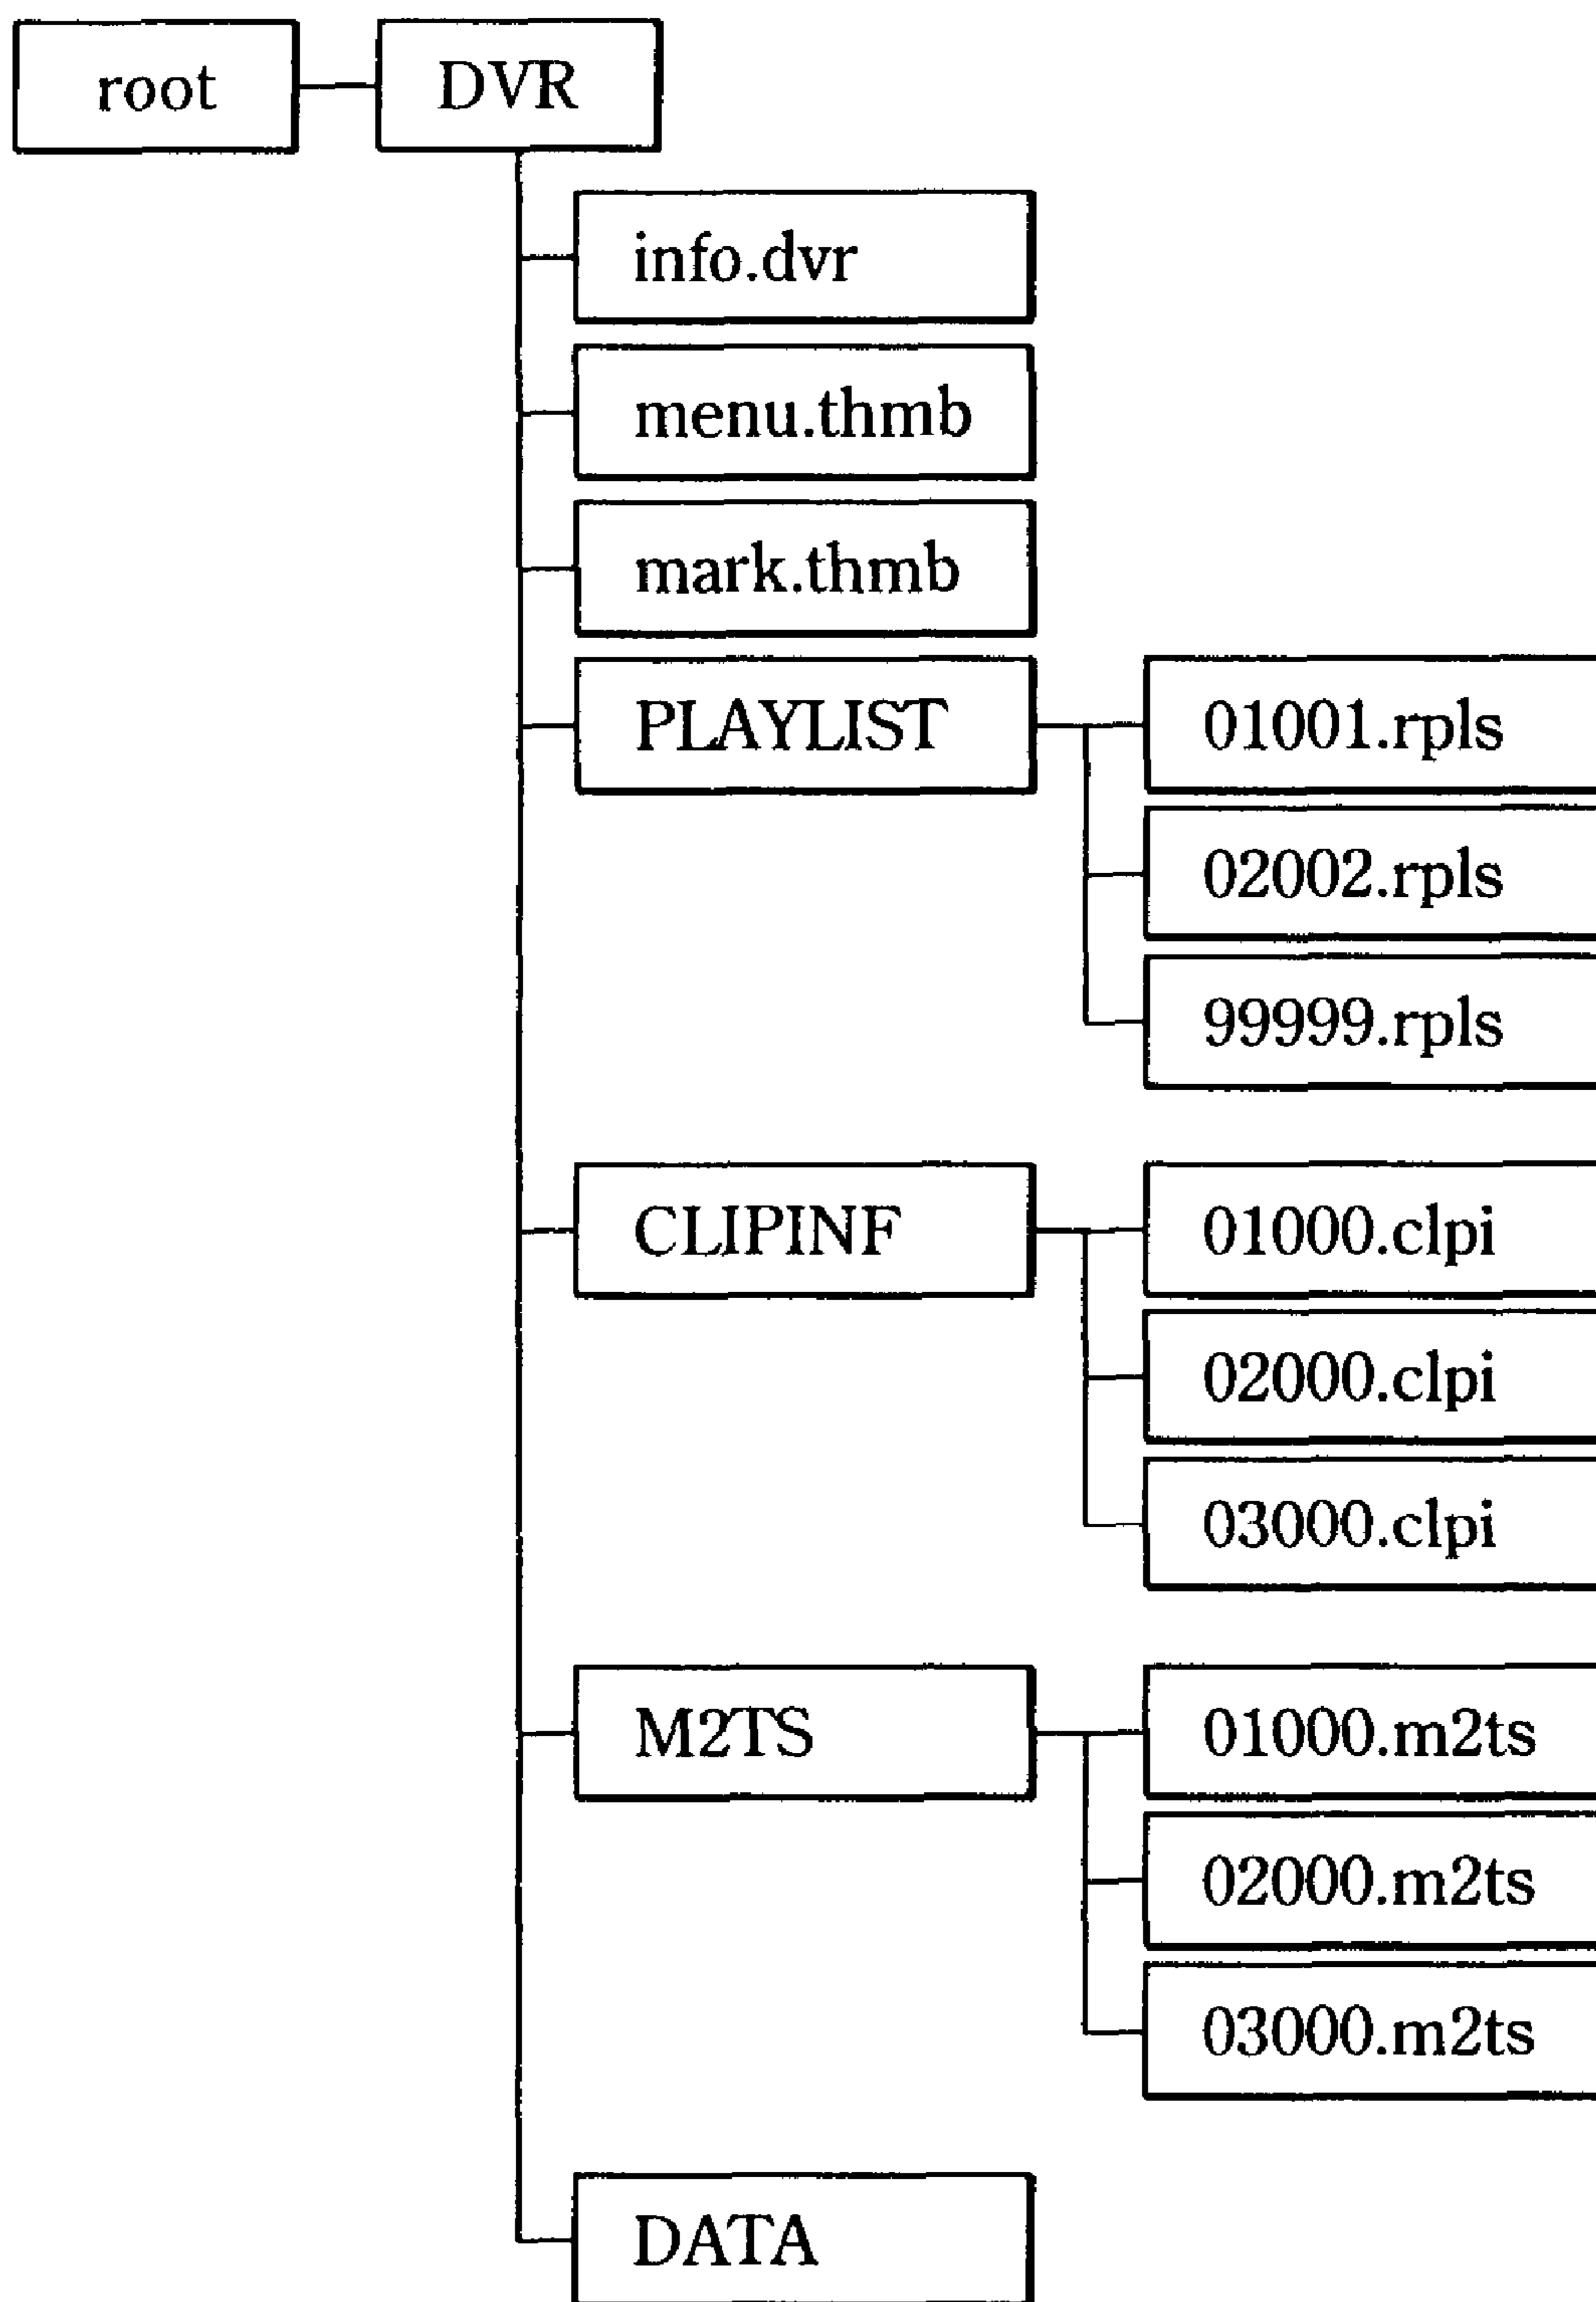 root DVR
info.dvr
menu.thmb
mark.thmb
PLAYLIST 01001.rpls
02002.rpls
99999.rpls
CLIPINF 01000.clpi
02000.clpi
03000.clpi
M2TS 01000.m2ts
02000.m2ts
03000.m2ts
DATA